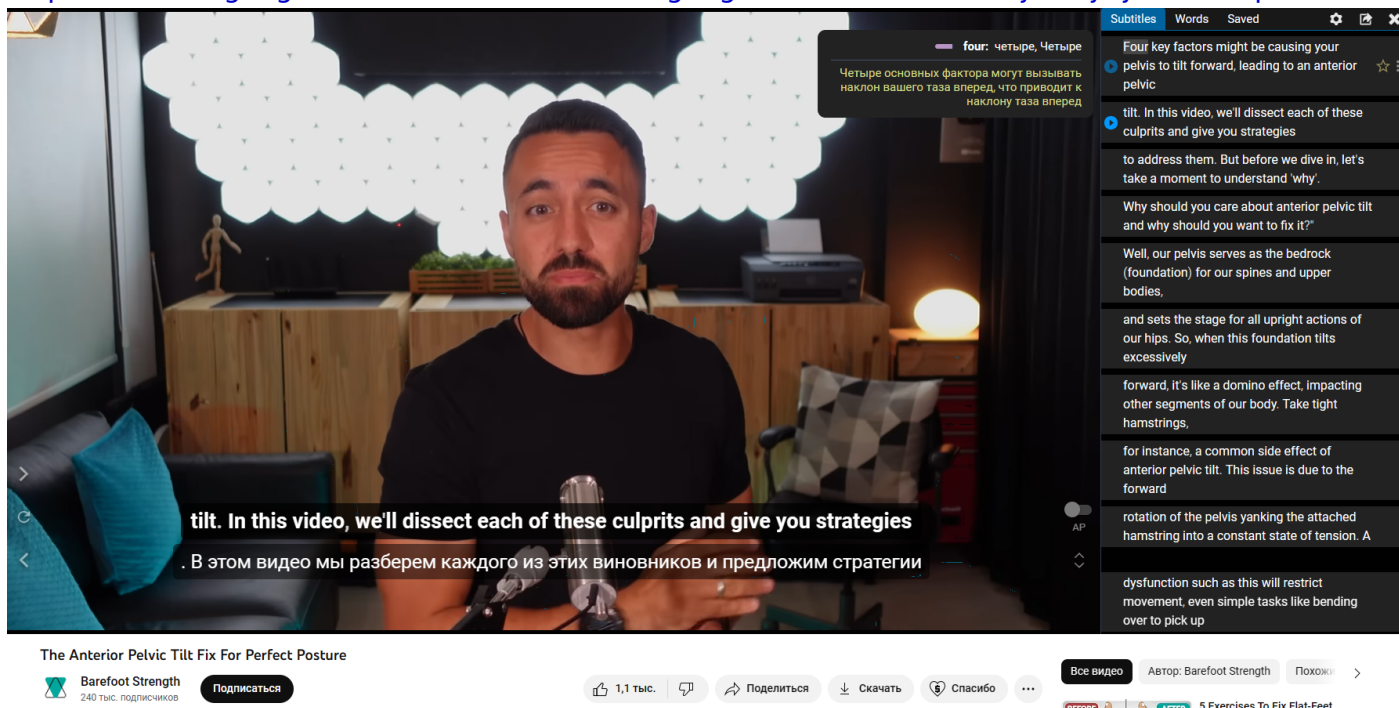 Subtitles Words Saved
four: четыре, Четыре
Четыре основных фактора могут вызывать
наклон вашего таза вперед, что приводит к
наклону таза вперед
Four key factors might be causing your
pelvis to tilt forward, leading to an anterior
pelvic
tilt. In this video, we'll dissect each of these
culprits and give you strategies
to address them. But before we dive in, let's
take a moment to understand 'why'.
Why should you care about anterior pelvic tilt
and why should you want to fix it?"
Well, our pelvis serves as the bedrock
(foundation) for our spines and upper
bodies,
and sets the stage for all upright actions of
our hips. So, when this foundation tilts
excessively
forward, it's like a domino effect, impacting
other segments of our body. Take tight
hamstrings,
for instance, a common side effect of
anterior pelvic tilt. This issue is due to the
forward
rotation of the pelvis yanking the attached
hamstring into a constant state of tension. A
dysfunction such as this will restrict
movement, even simple tasks like bending
over to pick up
AP
tilt. In this video, we'll dissect each of these culprits and give you strategies
. В этом видео мы разберем каждого из этих виновников и предложим стратегии
The Anterior Pelvic Tilt Fix For Perfect Posture
Barefoot Strength
240 тыс. подписчиков
Подписаться
1,1 тыс.
Поделиться
Скачать
Спасибо
Все видео
Автор: Barefoot Strength
Похожи
5 Exercises To Fix Flat-Feet